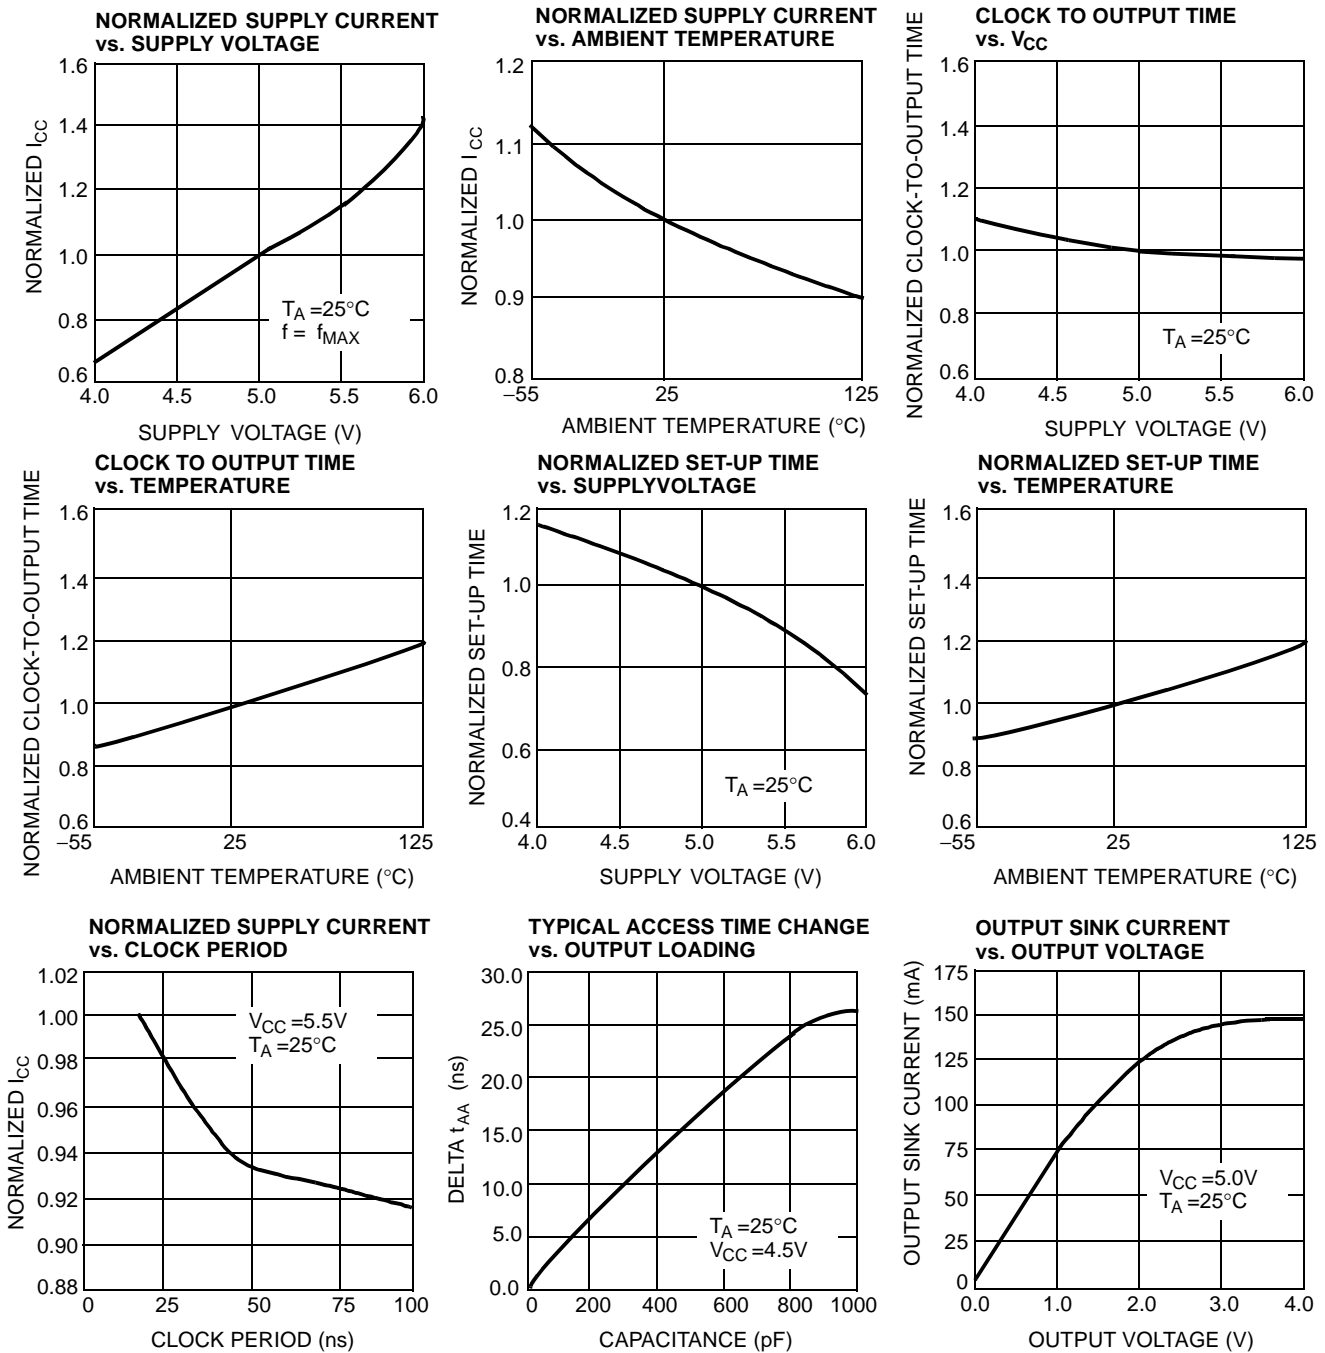 NORMALIZED SUPPLY CURRENT
vs. SUPPLY VOLTAGE
NORMALIZED ICC
1.6
1.4
1.2
1.0
0.8
0.6
TA =25°C
f = fMAX
4.0 4.5 5.0 5.5 6.0
SUPPLY VOLTAGE (V)
NORMALIZED SUPPLY CURRENT
vs. AMBIENT TEMPERATURE
NORMALIZED ICC
1.2
1.1
1.0
0.9
0.8
–55 25 125
AMBIENT TEMPERATURE (°C)
CLOCK TO OUTPUT TIME
vs. VCC
NORMALIZED CLOCK-TO-OUTPUT TIME
1.6
1.4
1.2
1.0
0.8
0.6
TA =25°C
4.0 4.5 5.0 5.5 6.0
SUPPLY VOLTAGE (V)
CLOCK TO OUTPUT TIME
vs. TEMPERATURE
NORMALIZED CLOCK-TO-OUTPUT TIME
1.6
1.4
1.2
1.0
0.8
0.6
–55 25 125
AMBIENT TEMPERATURE (°C)
NORMALIZED SET-UP TIME
vs. SUPPLYVOLTAGE
NORMALIZED SET-UP TIME
1.2
1.0
0.8
0.6
0.4
TA =25°C
4.0 4.5 5.0 5.5 6.0
SUPPLY VOLTAGE (V)
NORMALIZED SET-UP TIME
vs. TEMPERATURE
NORMALIZED SET-UP TIME
1.6
1.4
1.2
1.0
0.8
0.6
–55 25 125
AMBIENT TEMPERATURE (°C)
NORMALIZED SUPPLY CURRENT
vs. CLOCK PERIOD
NORMALIZED ICC
1.02
1.00
0.98
0.96
0.94
0.92
0.90
0.88
VCC =5.5V
TA =25°C
0 25 50 75 100
CLOCK PERIOD (ns)
TYPICAL ACCESS TIME CHANGE
vs. OUTPUT LOADING
DELTA tAA (ns)
30.0
25.0
20.0
15.0
10.0
5.0
0.0
TA =25°C
VCC =4.5V
0 200 400 600 800 1000
CAPACITANCE (pF)
OUTPUT SINK CURRENT
vs. OUTPUT VOLTAGE
OUTPUT SINK CURRENT (mA)
175
150
125
100
75
50
25
0
VCC =5.0V
TA =25°C
0.0 1.0 2.0 3.0 4.0
OUTPUT VOLTAGE (V)